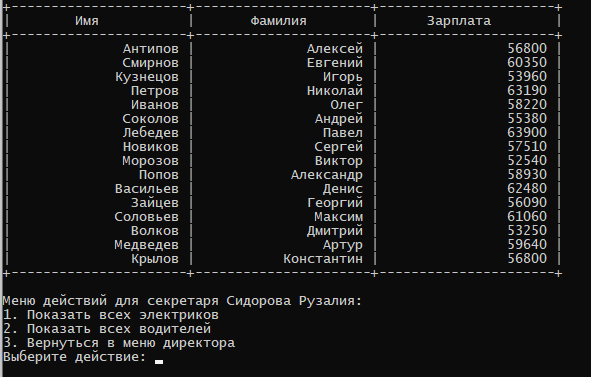 +----------------------+----------------------+----------------------+
| Имя | Фамилия | Зарплата |
+----------------------+----------------------+----------------------+
| Антипов | Алексей | 56800 |
| Смирнов | Евгений | 60350 |
| Кузнецов | Игорь | 53960 |
| Петров | Николай | 63190 |
| Иванов | Олег | 58220 |
| Соколов | Андрей | 55380 |
| Лебедев | Павел | 63900 |
| Новиков | Сергей | 57510 |
| Морозов | Виктор | 52540 |
| Попов | Александр | 58930 |
| Васильев | Денис | 62480 |
| Зайцев | Георгий | 56090 |
| Соловьев | Максим | 61060 |
| Волков | Дмитрий | 53250 |
| Медведев | Артур | 59640 |
| Крылов | Константин | 56800 |
+----------------------+----------------------+----------------------+
Меню действий для секретаря Сидорова Рузалия:
1. Показать всех электриков
2. Показать всех водителей
3. Вернуться в меню директора
Выберите действие: _